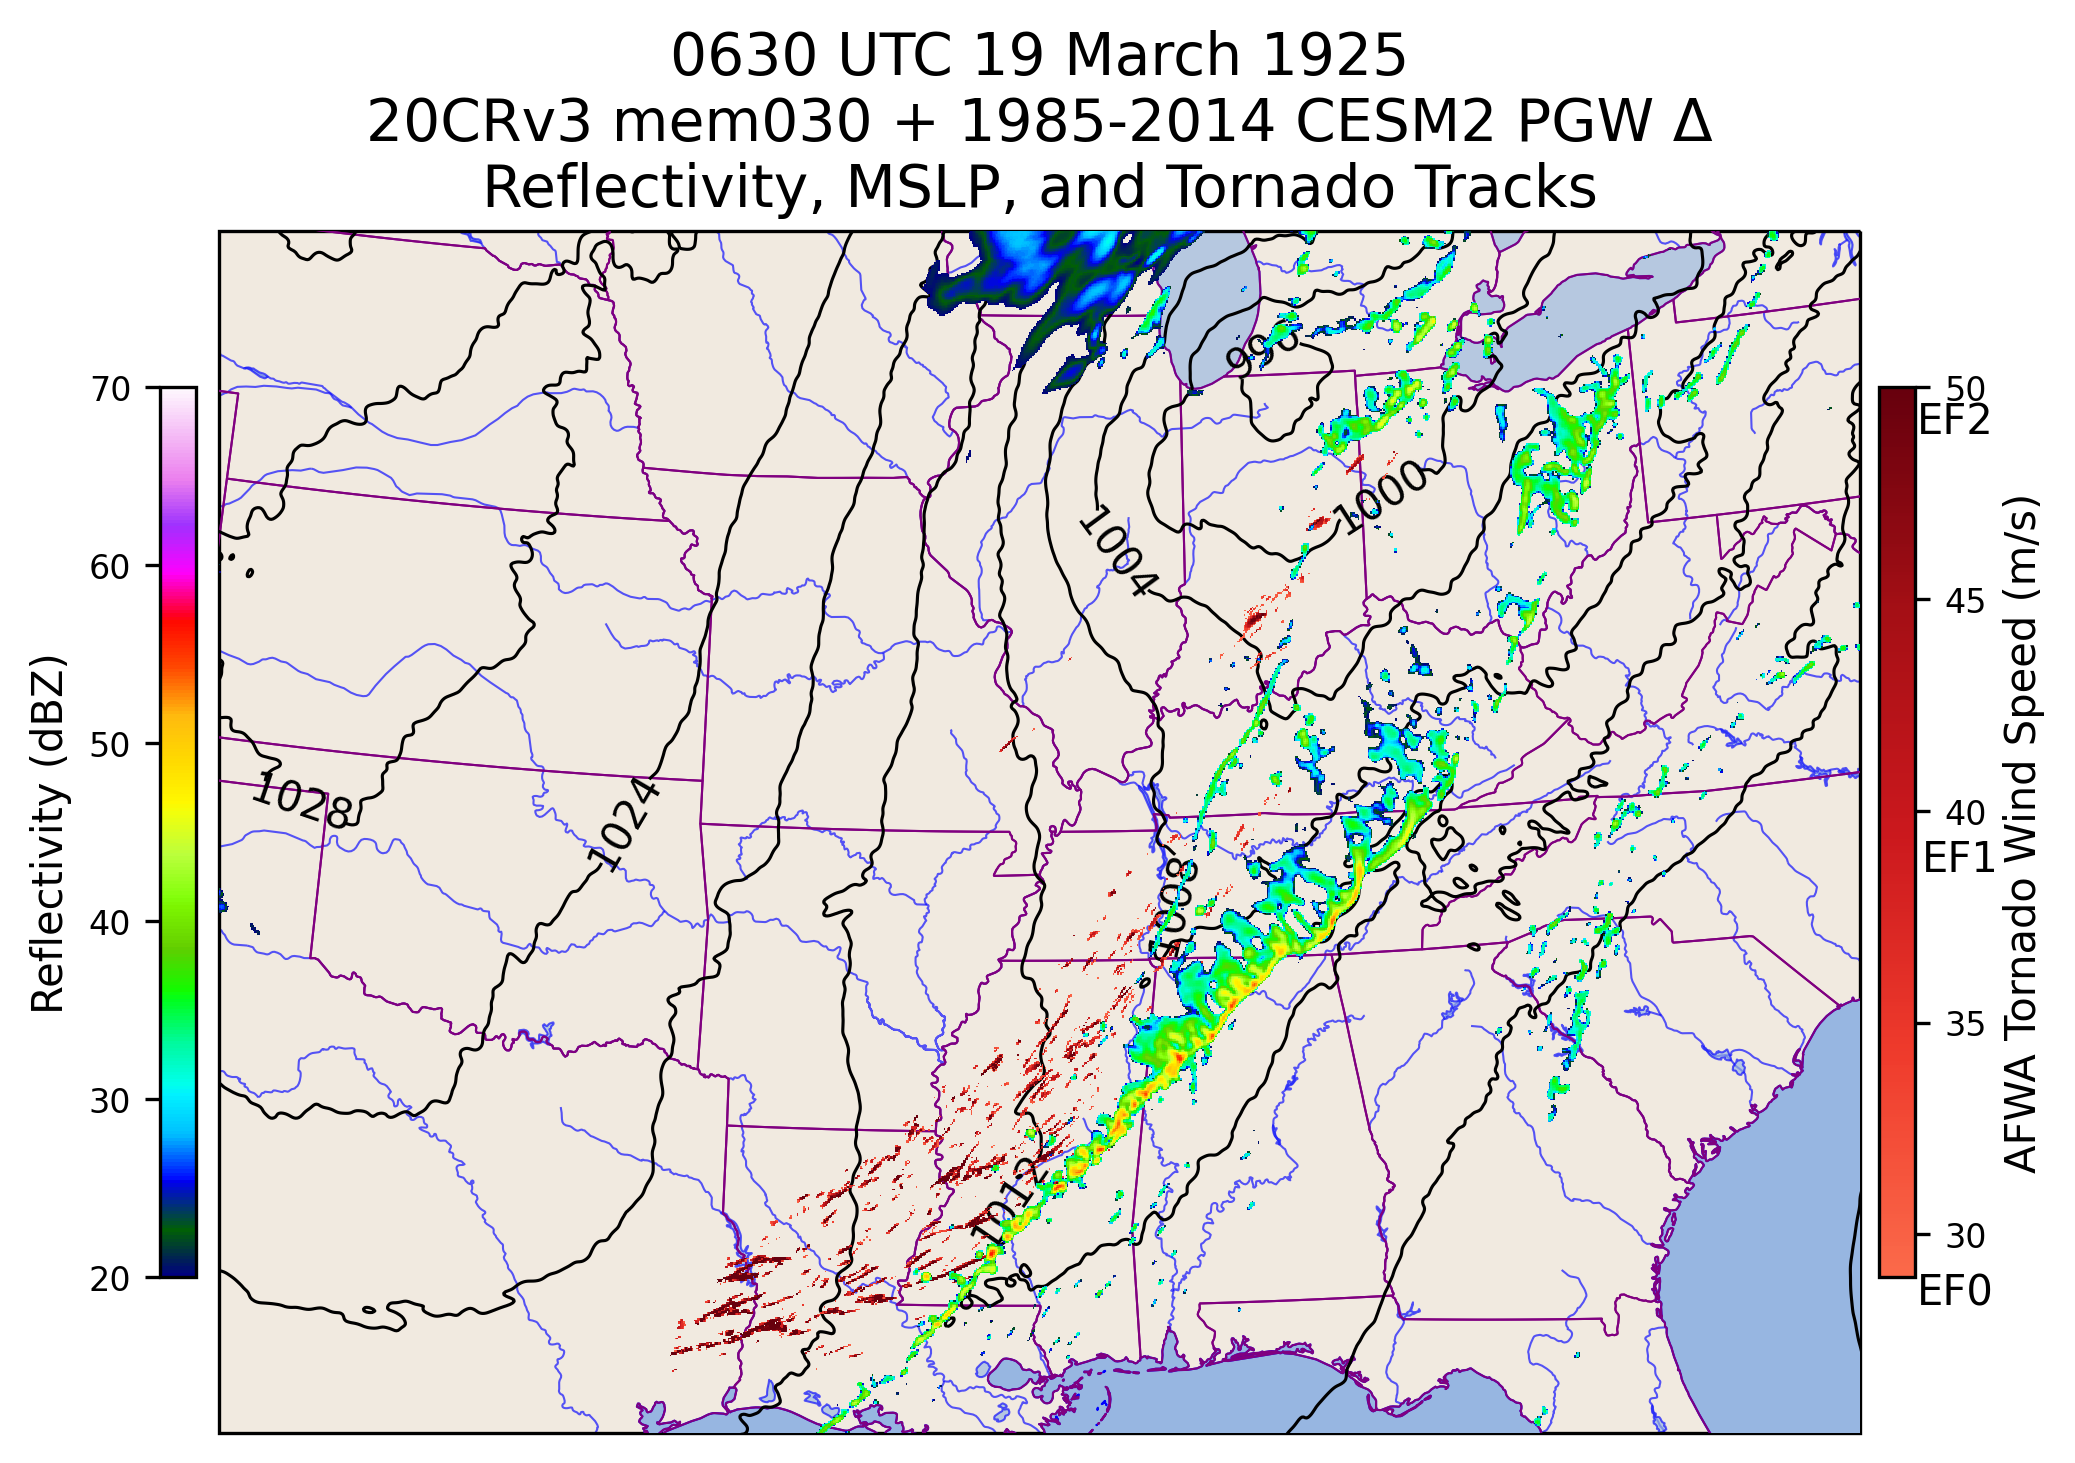 0630 UTC 19 March 1925
20CRv3 mem030 + 1985-2014 CESM2 PGW Δ
Reflectivity, MSLP, and Tornado Tracks
996
1000
1004
1008
1028
1024
1012
70
60
50
40
30
20
Reflectivity (dBZ)
50
EF2
45
40
EF1
35
30
EF0
AFWA Tornado Wind Speed (m/s)